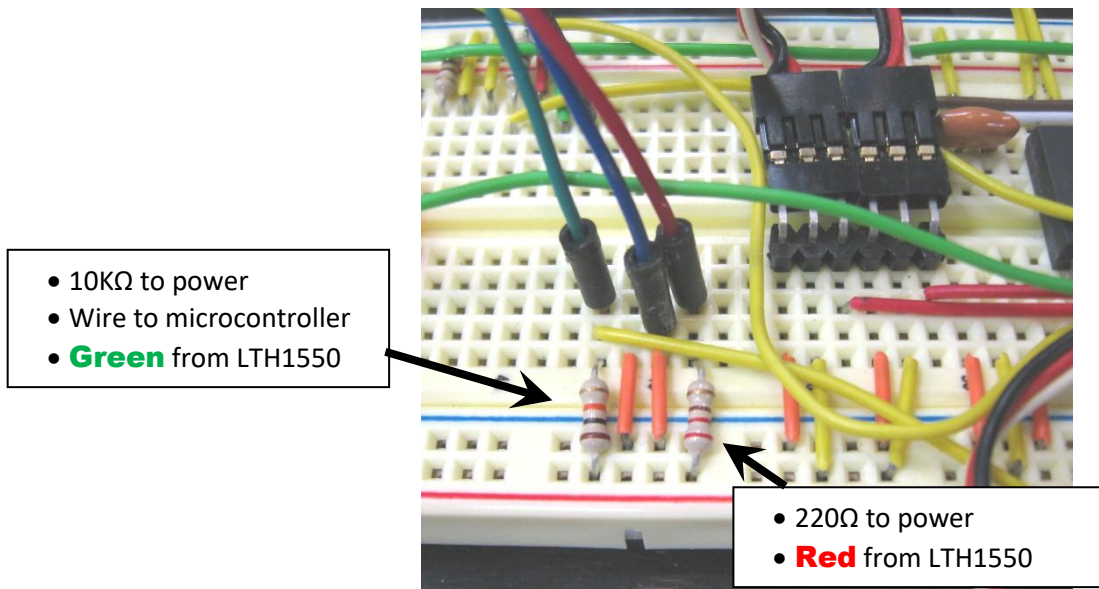 • 10KΩ to power
• Wire to microcontroller
• Green from LTH1550
• 220Ω to power
• Red from LTH1550